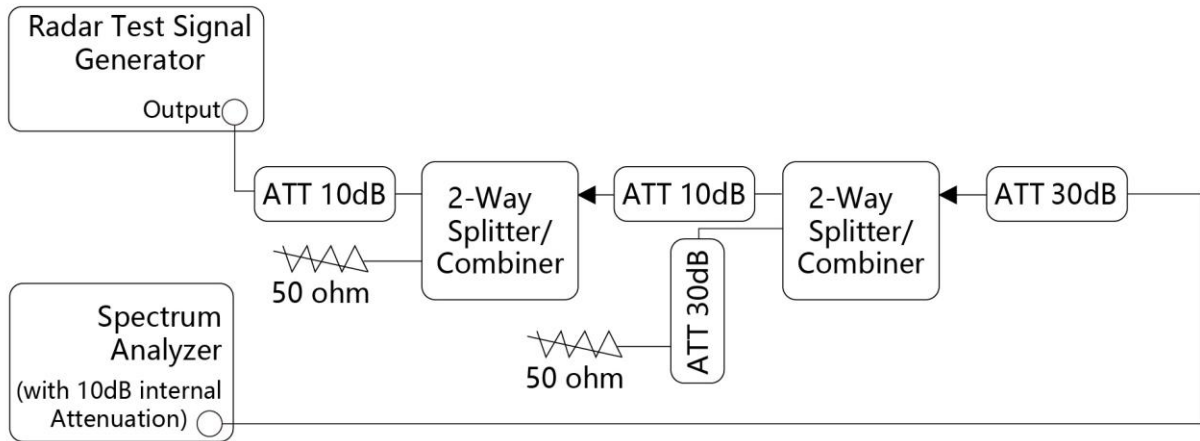 Radar Test Signal
Generator
Output
ATT 10dB
2-Way
Splitter/
Combiner
50 ohm
ATT 10dB
2-Way
Splitter/
Combiner
ATT 30dB
ATT 30dB
50 ohm
Spectrum
Analyzer
(with 10dB internal
Attenuation)